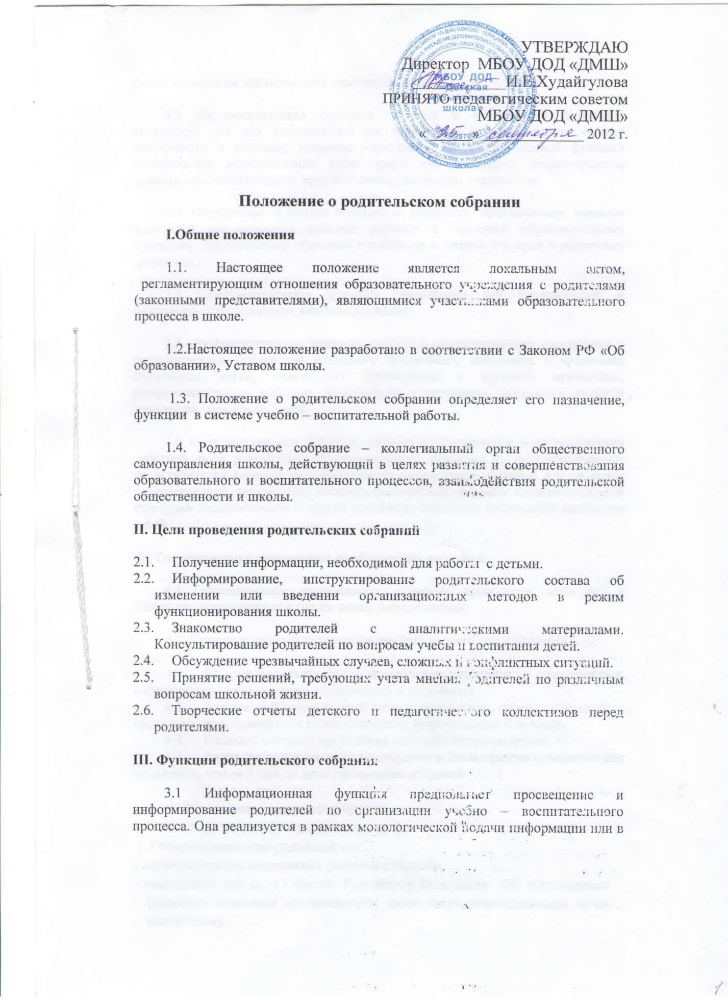 УТВЕРЖДАЮ
Директор МБОУ ДОД «ДМШ»
И.Е. Худайгулова
ПРИНЯТО педагогическим советом
МБОУ ДОД «ДМШ»
« 25 » сентября 2012 г.
МБОУ ДОД
«Детская
музыкальная
школа»
Положение о родительском собрании
I.Общие положения
1.1. Настоящее положение является локальным актом,
регламентирующим отношения образовательного учреждения с родителями
(законными представителями), являющимися участниками образовательного
процесса в школе.
1.2.Настоящее положение разработано в соответствии с Законом РФ «Об
образовании», Уставом школы.
1.3. Положение о родительском собрании определяет его назначение,
функции в системе учебно – воспитательной работы.
1.4. Родительское собрание – коллегиальный орган общественного
самоуправления школы, действующий в целях развития и совершенствования
образовательного и воспитательного процессов, взаимодействия родительской
общественности и школы.
II. Цели проведения родительских собраний
2.1. Получение информации, необходимой для работы с детьми.
2.2. Информирование, инструктирование родительского состава об
изменении или введении организационных методов в режим
функционирования школы.
2.3. Знакомство родителей с аналитическими материалами.
Консультирование родителей по вопросам учебы и воспитания детей.
2.4. Обсуждение чрезвычайных случаев, сложных и конфликтных ситуаций.
2.5. Принятие решений, требующих учета мнения родителей по различным
вопросам школьной жизни.
2.6. Творческие отчеты детского и педагогического коллективов перед
родителями.
III. Функции родительского собрания
3.1 Информационная функция предполагает просвещение и
информирование родителей по организации учебно – воспитательного
процесса. Она реализуется в рамках монологической подачи информации или в
1